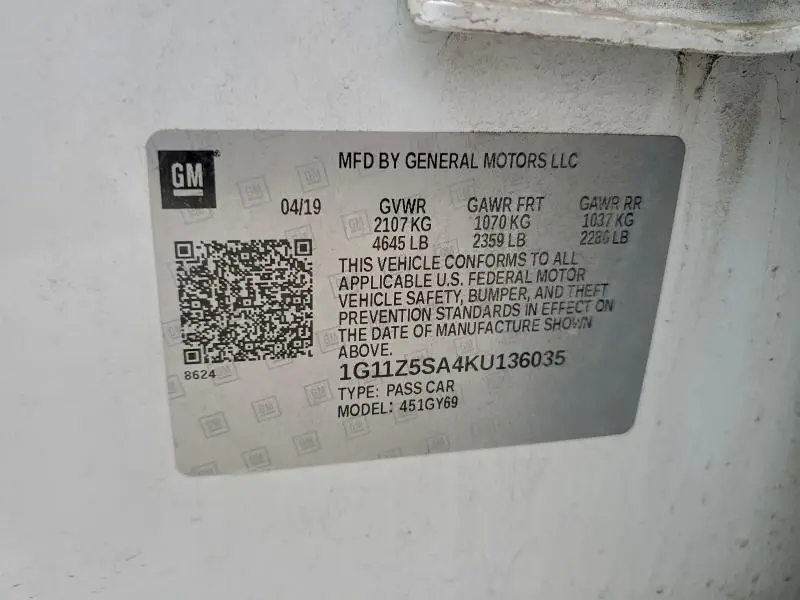 GM
MFD BY GENERAL MOTORS LLC
04/19 GVWR GAWR FRT GAWR RR
2107 KG 1070 KG 1037 KG
4645 LB 2359 LB 2286 LB
THIS VEHICLE CONFORMS TO ALL
APPLICABLE U.S. FEDERAL MOTOR
VEHICLE SAFETY, BUMPER, AND THEFT
PREVENTION STANDARDS IN EFFECT ON
THE DATE OF MANUFACTURE SHOWN
ABOVE.
8624
1G11Z5SA4KU136035
TYPE: PASS CAR
MODEL: 451GY69